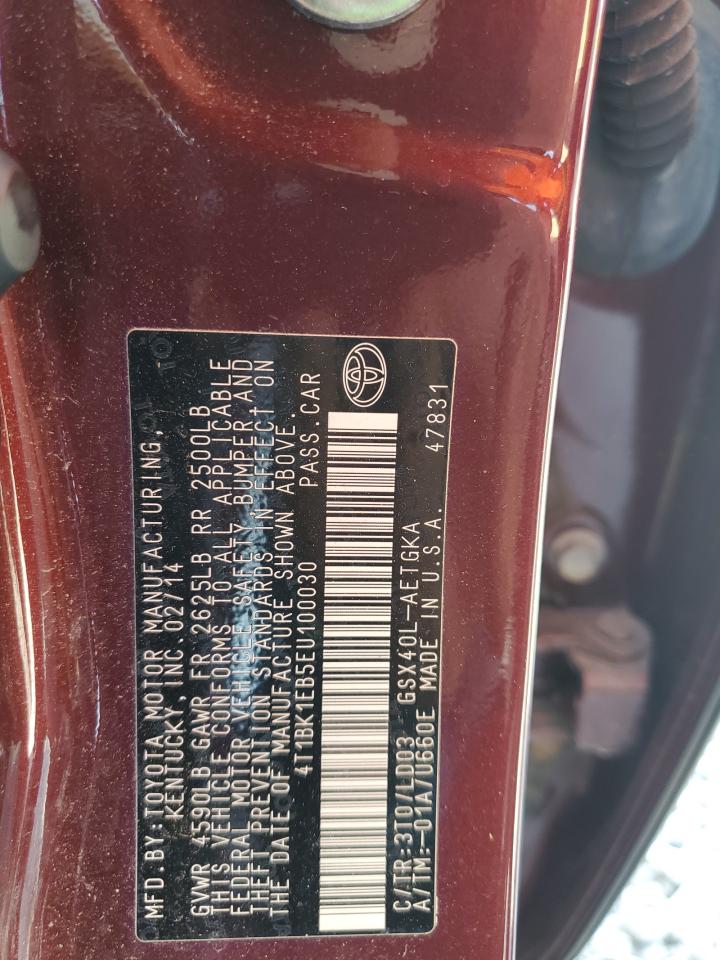 MFD.BY:TOYOTA MOTOR MANUFACTURING,
KENTUCKY, INC. 02/14
GVWR 4590LB GAWR FR 2625LB RR 2500LB
THIS VEHICLE CONFORMS TO ALL APPLICABLE
FEDERAL MOTOR VEHICLE SAFETY BUMPER, AND
THEFT PREVENTION STANDARDS IN EFFECT ON
THE DATE OF MANUFACTURE SHOWN ABOVE.
4T1BK1EB5EU100030 PASS.CAR
C/TR:3T0/LD03 GSX40L-AETGKA
A/TM:-01A/U660E MADE IN U.S.A. 47831